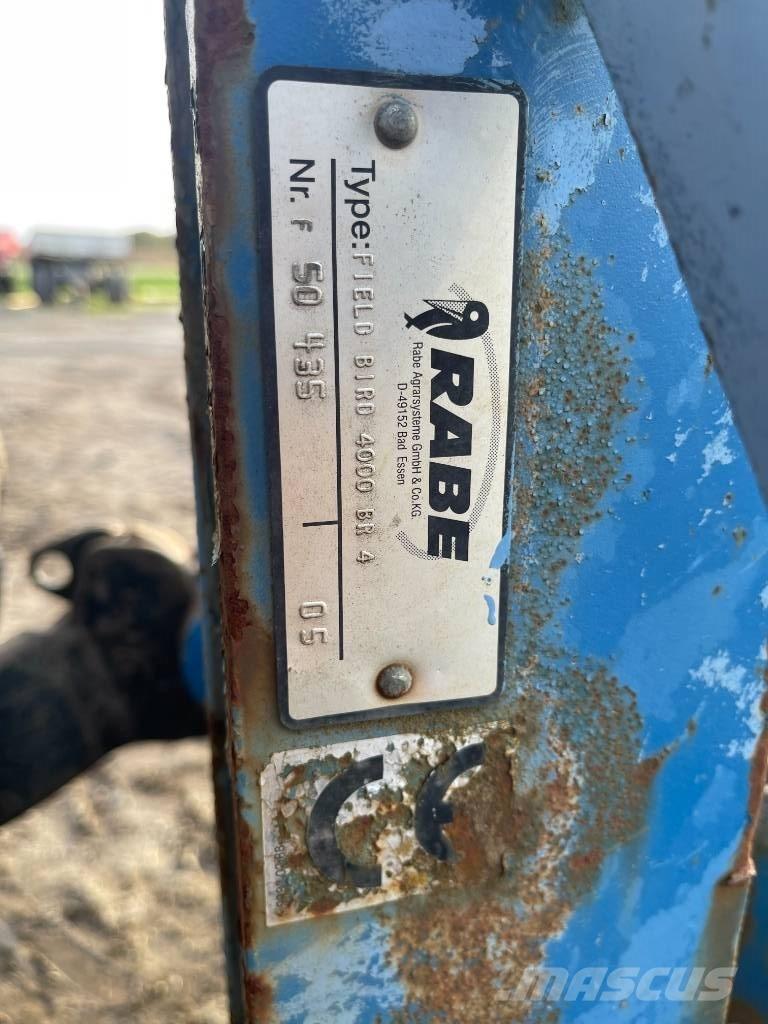 RABE
Rabe Agrarsysteme GmbH & Co.KG.
D-49152 Bad Essen
Type: FIELD BIRD 4000 BR 4
Nr. F 50 435 05
CE
MASCUS